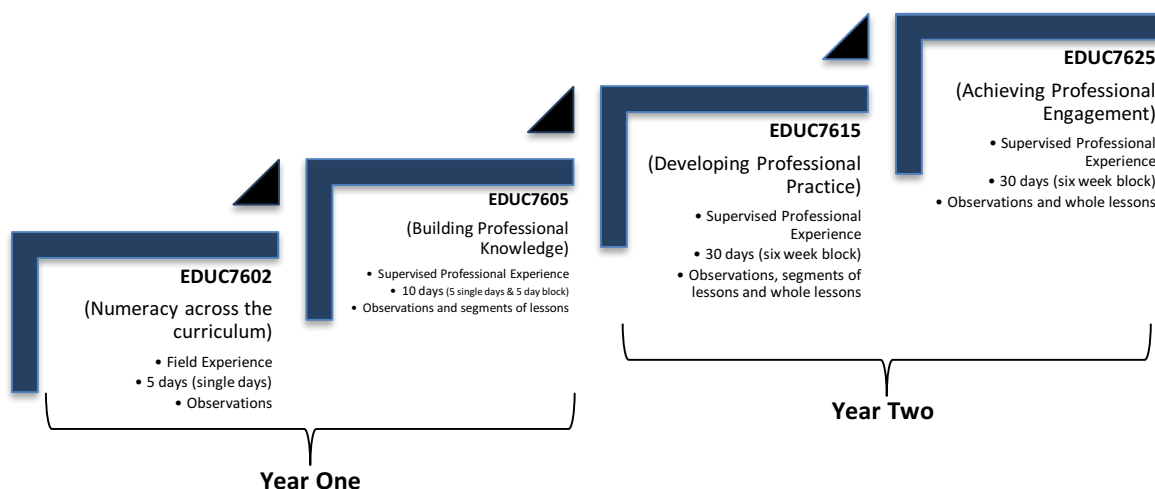 EDUC7602
(Numeracy across the
curriculum)
• Field Experience
• 5 days (single days)
• Observations
EDUC7605
(Building Professional
Knowledge)
• Supervised Professional Experience
• 10 days (5 single days & 5 day block)
• Observations and segments of lessons
Year One
EDUC7615
(Developing Professional
Practice)
• Supervised Professional
Experience
• 30 days (six week block)
• Observations, segments of
lessons and whole lessons
EDUC7625
(Achieving Professional
Engagement)
• Supervised Professional
Experience
• 30 days (six week block)
• Observations and whole lessons
Year Two